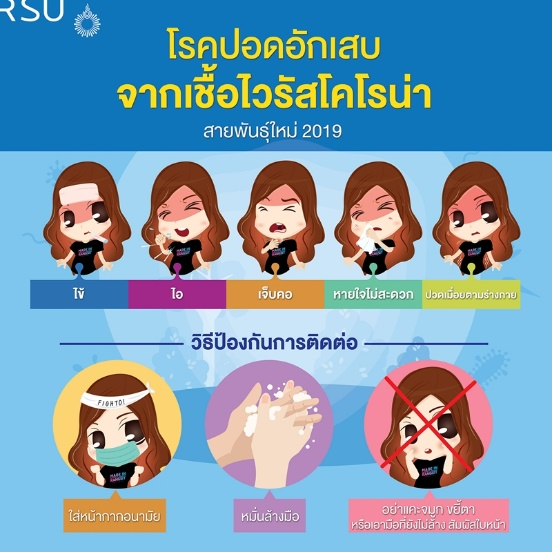 RSU
โรคปอดอักเสบ
จากเชื้อไวรัสโคโรน่า
สายพันธุ์ใหม่ 2019
ไข้
ไอ
เจ็บคอ
หายใจไม่สะดวก
ปวดเมื่อยตามร่างกาย
วิธีป้องกันการติดต่อ
FIGHTO!
ใส่หน้ากากอนามัย
หมั่นล้างมือ
อย่าแคะจมูก ขยี้ตา
หรือเอามือที่ยังไม่ล้าง สัมผัสใบหน้า